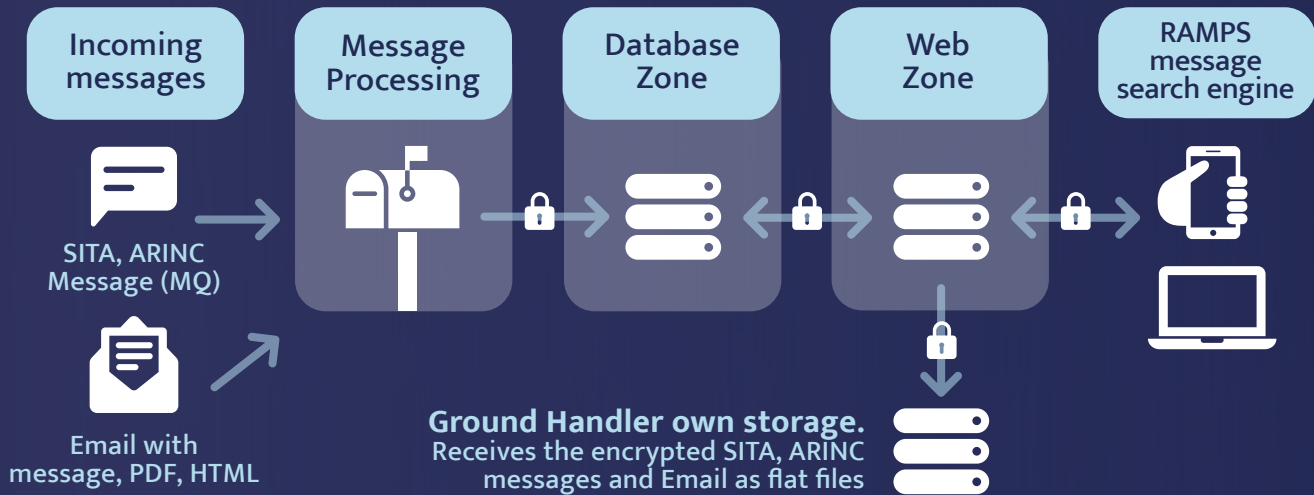 Incoming
messages
Message
Processing
Database
Zone
Web
Zone
RAMPS
message
search engine
SITA, ARINC
Message (MQ)
Email with
message, PDF, HTML
Ground Handler own storage.
Receives the encrypted SITA, ARINC
messages and Email as flat files